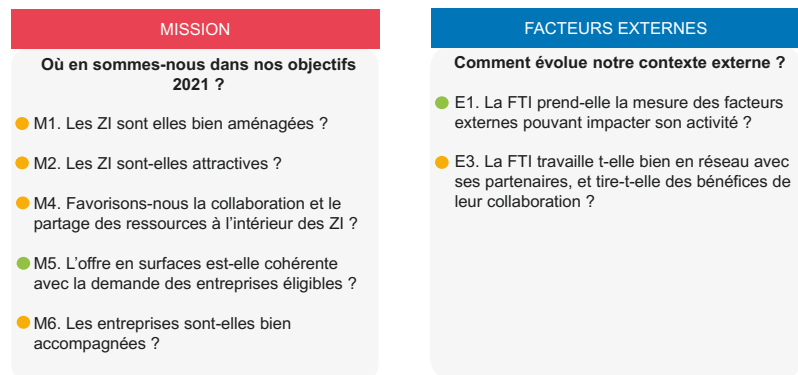 MISSION
Où en sommes-nous dans nos objectifs
2021 ?
M1. Les ZI sont elles bien aménagées ?
M2. Les ZI sont-elles attractives ?
M4. Favorisons-nous la collaboration et le
partage des ressources à l’intérieur des ZI ?
M5. L’offre en surfaces est-elle cohérente
avec la demande des entreprises éligibles ?
M6. Les entreprises sont-elles bien
accompagnées ?
FACTEURS EXTERNES
Comment évolue notre contexte externe ?
E1. La FTI prend-elle la mesure des facteurs
externes pouvant impacter son activité ?
E3. La FTI travaille t-elle bien en réseau avec
ses partenaires, et tire-t-elle des bénéfices de
leur collaboration ?